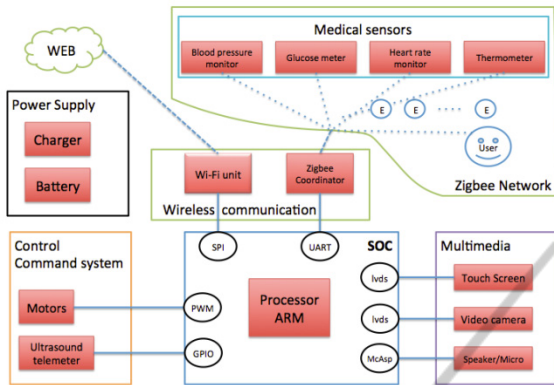 WEB
Medical sensors
Blood pressure
monitor
Glucose meter
Heart rate
monitor
Thermometer
E
E
E
User
Zigbee Network
Power Supply
Charger
Battery
Wi-Fi unit
Zigbee
Coordinator
Wireless communication
Control
Command system
Motors
Ultrasound
telemeter
SPI
UART
SOC
PWM
GPIO
Processor
ARM
lvds
lvds
McAsp
Multimedia
Touch Screen
Video camera
Speaker/Micro